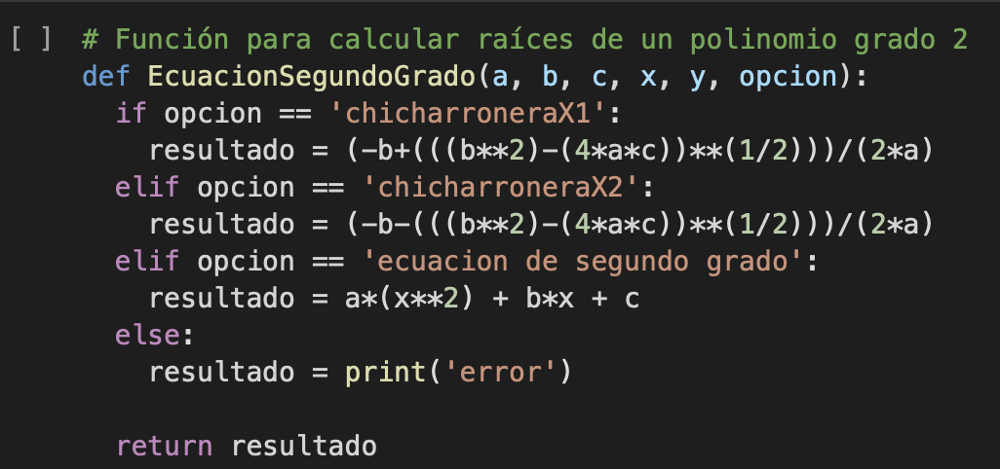 [ ] # Función para calcular raíces de un polinomio grado 2
def EcuacionSegundoGrado(a, b, c, x, y, opcion):
  if opcion == 'chicharroneraX1':
    resultado = (-b+(((b**2)-(4*a*c))**(1/2)))/(2*a)
  elif opcion == 'chicharroneraX2':
    resultado = (-b-(((b**2)-(4*a*c))**(1/2)))/(2*a)
  elif opcion == 'ecuacion de segundo grado':
    resultado = a*(x**2) + b*x + c
  else:
    resultado = print('error')
  return resultado